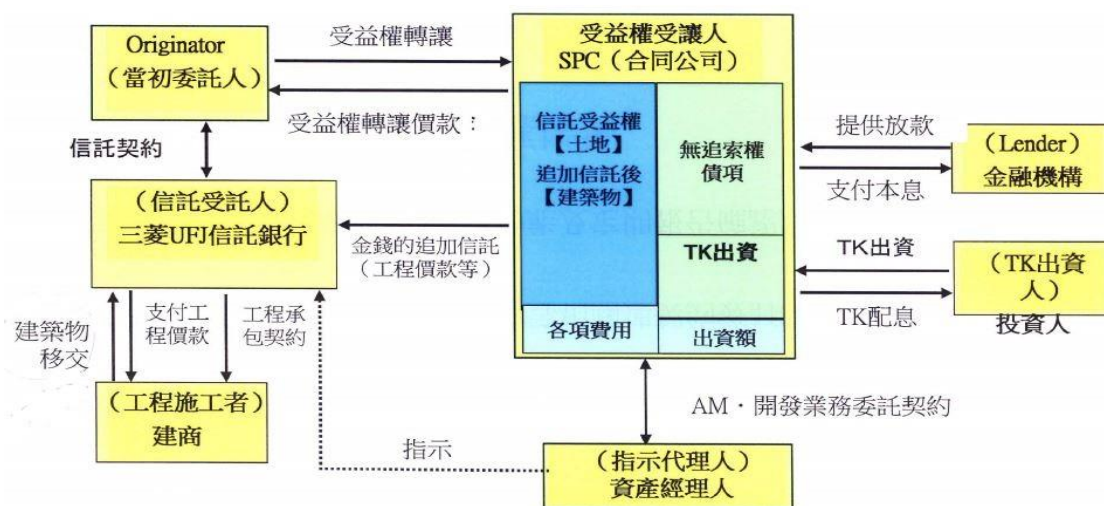 Originator
（當初委託人）
受益權轉讓
受益權轉讓價款：
受益權受讓人
SPC（合同公司）
信託受益權
【土地】
追加信託後
【建築物】
無追索權
債項
TK出資
各項費用
出資額
提供放款
支付本息
（Lender）
金融機構
TK出資
TK配息
（TK出資
人）
投資人
信託契約
（信託受託人）
三菱UFJ信託銀行
金錢的追加信託
（工程價款等）
建築物
移交
支付工
程價款
工程承
包契約
（工程施工者）
建商
指示
AM．開發業務委託契約
（指示代理人）
資產經理人